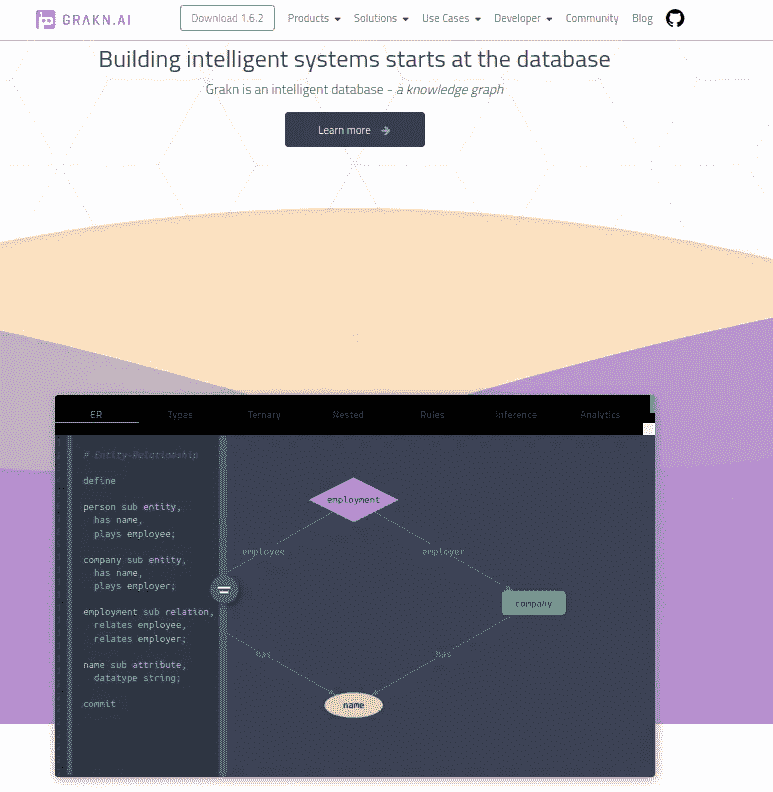 GRAKN.AI
Download 1.6.2 Products Solutions Use Cases Developer Community Blog
Building intelligent systems starts at the database
Grakn is an intelligent database - a knowledge graph
Learn more
ER Types Ternary Nested Rules Inference Analytics
# Entity-Relationship
define
person sub entity,
has name,
plays employee;
company sub entity,
has name,
plays employer;
employment sub relation,
relates employee,
relates employer;
name sub attribute,
datatype string;
commit
employment
employee
employer
company
has
has
name